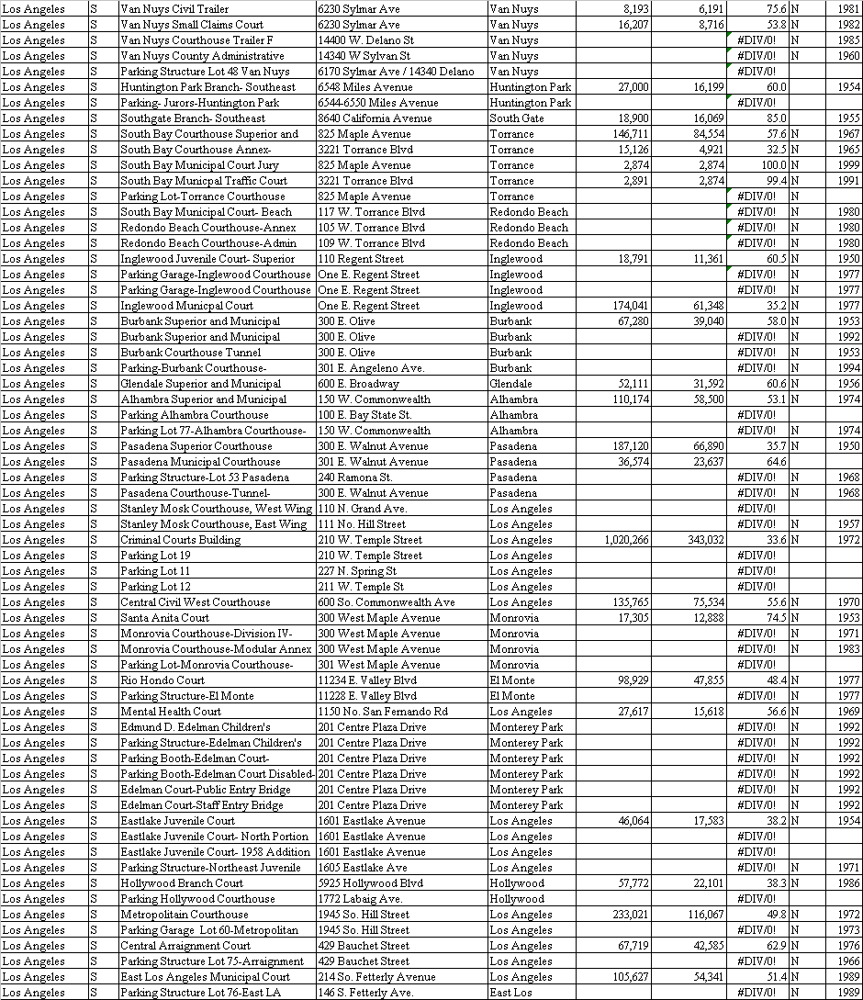 Los Angeles S Van Nuys Civil Trailer 6230 Sylmar Ave Van Nuys 8,193 6,191 75.6 N 1981
Los Angeles S Van Nuys Small Claims Court 6230 Sylmar Ave Van Nuys 16,207 8,716 53.8 N 1982
Los Angeles S Van Nuys Courthouse Trailer F 14400 W. Delano St Van Nuys #DIV/0! N 1985
Los Angeles S Van Nuys County Administrative 14340 W Sylvan St Van Nuys #DIV/0! N 1960
Los Angeles S Parking Structure Lot 48 Van Nuys 6170 Sylmar Ave / 14340 Delano Van Nuys #DIV/0!
Los Angeles S Huntington Park Branch- Southeast 6548 Miles Avenue Huntington Park 27,000 16,199 60.0 1954
Los Angeles S Parking- Jurors-Huntington Park 6544-6550 Miles Avenue Huntington Park #DIV/0!
Los Angeles S Southgate Branch- Southeast 8640 California Avenue South Gate 18,900 16,069 85.0 1955
Los Angeles S South Bay Courthouse Superior and 825 Maple Avenue Torrance 146,711 84,554 57.6 N 1967
Los Angeles S South Bay Courthouse Annex- 3221 Torrance Blvd Torrance 15,126 4,921 32.5 N 1965
Los Angeles S South Bay Municipal Court Jury 825 Maple Avenue Torrance 2,874 2,874 100.0 N 1999
Los Angeles S South Bay Municpal Traffic Court 3221 Torrance Blvd Torrance 2,891 2,874 99.4 N 1991
Los Angeles S Parking Lot-Torrance Courthouse 825 Maple Avenue Torrance #DIV/0! N
Los Angeles S South Bay Municipal Court- Beach 117 W. Torrance Blvd Redondo Beach #DIV/0! N 1980
Los Angeles S Redondo Beach Courthouse-Annex 105 W. Torrance Blvd Redondo Beach #DIV/0! N 1980
Los Angeles S Redondo Beach Courthouse-Admin 109 W. Torrance Blvd Redondo Beach #DIV/0! N 1980
Los Angeles S Inglewood Juvenile Court- Superior 110 Regent Street Inglewood 18,791 11,361 60.5 N 1950
Los Angeles S Parking Garage-Inglewood Courthouse One E. Regent Street Inglewood #DIV/0! N 1977
Los Angeles S Parking Garage-Inglewood Courthouse One E. Regent Street Inglewood #DIV/0! N 1977
Los Angeles S Inglewood Municpal Court One E. Regent Street Inglewood 174,041 61,348 35.2 N 1977
Los Angeles S Burbank Superior and Municipal 300 E. Olive Burbank 67,280 39,040 58.0 N 1953
Los Angeles S Burbank Superior and Municipal 300 E. Olive Burbank #DIV/0! N 1992
Los Angeles S Burbank Courthouse Tunnel 300 E. Olive Burbank #DIV/0! N 1953
Los Angeles S Parking-Burbank Courthouse- 301 E. Angeleno Ave. Burbank #DIV/0! N 1994
Los Angeles S Glendale Superior and Municipal 600 E. Broadway Glendale 52,111 31,592 60.6 N 1956
Los Angeles S Alhambra Superior and Municipal 150 W. Commonwealth Alhambra 110,174 58,500 53.1 N 1974
Los Angeles S Parking Alhambra Courthouse 100 E. Bay State St. Alhambra #DIV/0!
Los Angeles S Parking Lot 77-Alhambra Courthouse- 150 W. Commonwealth Alhambra #DIV/0! N 1974
Los Angeles S Pasadena Superior Courthouse 300 E. Walnut Avenue Pasadena 187,120 66,890 35.7 N 1950
Los Angeles S Pasadena Municipal Courthouse 301 E. Walnut Avenue Pasadena 36,574 23,637 64.6
Los Angeles S Parking Structure-Lot 53 Pasadena 240 Ramona St. Pasadena #DIV/0! N 1968
Los Angeles S Pasadena Courthouse-Tunnel- 300 E. Walnut Avenue Pasadena #DIV/0! N 1968
Los Angeles S Stanley Mosk Courthouse, West Wing 110 N. Grand Ave. Los Angeles #DIV/0!
Los Angeles S Stanley Mosk Courthouse, East Wing 111 No. Hill Street Los Angeles #DIV/0! N 1957
Los Angeles S Criminal Courts Building 210 W. Temple Street Los Angeles 1,020,266 343,032 33.6 N 1972
Los Angeles S Parking Lot 19 210 W. Temple Street Los Angeles #DIV/0!
Los Angeles S Parking Lot 11 227 N. Spring St Los Angeles #DIV/0!
Los Angeles S Parking Lot 12 211 W. Temple St Los Angeles #DIV/0!
Los Angeles S Central Civil West Courthouse 600 So. Commonwealth Ave Los Angeles 135,765 75,534 55.6 N 1970
Los Angeles S Santa Anita Court 300 West Maple Avenue Monrovia 17,305 12,888 74.5 N 1953
Los Angeles S Monrovia Courthouse-Division IV- 300 West Maple Avenue Monrovia #DIV/0! N 1971
Los Angeles S Monrovia Courthouse-Modular Annex 300 West Maple Avenue Monrovia #DIV/0! N 1983
Los Angeles S Parking Lot-Monrovia Courthouse- 301 West Maple Avenue Monrovia #DIV/0!
Los Angeles S Rio Hondo Court 11234 E. Valley Blvd El Monte 98,929 47,855 48.4 N 1977
Los Angeles S Parking Structure-El Monte 11228 E. Valley Blvd El Monte #DIV/0! N 1977
Los Angeles S Mental Health Court 1150 No. San Fernando Rd Los Angeles 27,617 15,618 56.6 N 1969
Los Angeles S Edmund D. Edelman Children's 201 Centre Plaza Drive Monterey Park #DIV/0! N 1992
Los Angeles S Parking Structure-Edelman Children's 201 Centre Plaza Drive Monterey Park #DIV/0! N 1992
Los Angeles S Parking Booth-Edelman Court- 201 Centre Plaza Drive Monterey Park #DIV/0! N 1992
Los Angeles S Parking Booth-Edelman Court Disabled- 201 Centre Plaza Drive Monterey Park #DIV/0! N 1992
Los Angeles S Edelman Court-Public Entry Bridge 201 Centre Plaza Drive Monterey Park #DIV/0! N 1992
Los Angeles S Edelman Court-Staff Entry Bridge 201 Centre Plaza Drive Monterey Park #DIV/0! N 1992
Los Angeles S Eastlake Juvenile Court 1601 Eastlake Avenue Los Angeles 46,064 17,583 38.2 N 1954
Los Angeles S Eastlake Juvenile Court- North Portion 1601 Eastlake Avenue Los Angeles #DIV/0!
Los Angeles S Eastlake Juvenile Court- 1958 Addition 1601 Eastlake Avenue Los Angeles #DIV/0!
Los Angeles S Parking Structure-Northeast Juvenile 1605 Eastlake Ave Los Angeles #DIV/0! N 1971
Los Angeles S Hollywood Branch Court 5925 Hollywood Blvd Hollywood 57,772 22,101 38.3 N 1986
Los Angeles S Parking Hollywood Courthouse 1772 Labaig Ave. Hollywood #DIV/0!
Los Angeles S Metropolitan Courthouse 1945 So. Hill Street Los Angeles 233,021 116,067 49.8 N 1972
Los Angeles S Parking Garage Lot 60-Metropolitan 1945 So. Hill Street Los Angeles #DIV/0! N 1973
Los Angeles S Central Arraignment Court 429 Bauchet Street Los Angeles 67,719 42,585 62.9 N 1976
Los Angeles S Parking Structure Lot 75-Arraignment 429 Bauchet Street Los Angeles #DIV/0! N 1966
Los Angeles S East Los Angeles Municipal Court 214 So. Fetterly Avenue Los Angeles 105,627 54,341 51.4 N 1989
Los Angeles S Parking Structure Lot 76-East LA 146 S. Fetterly Ave. East Los #DIV/0! N 1989